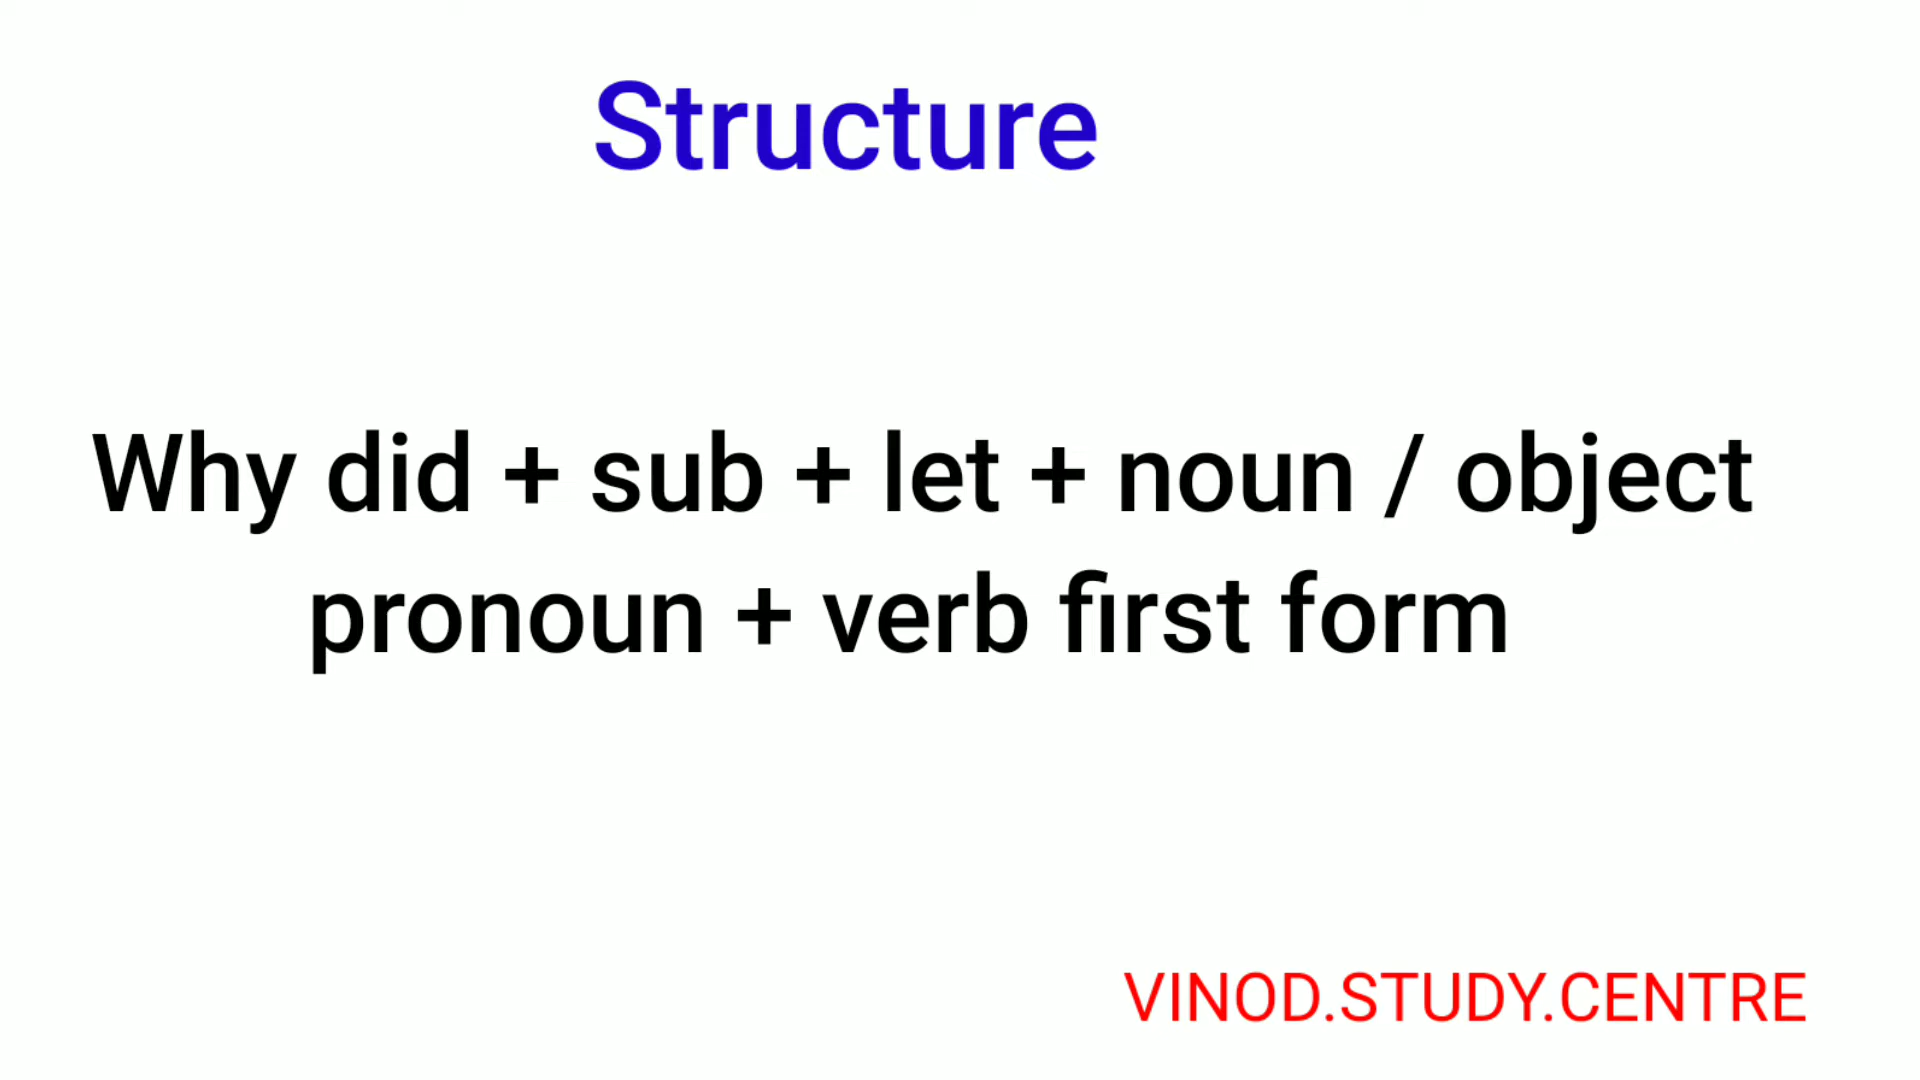 Structure
Why did + sub + let + noun / object
pronoun + verb first form
VINOD.STUDY.CENTRE